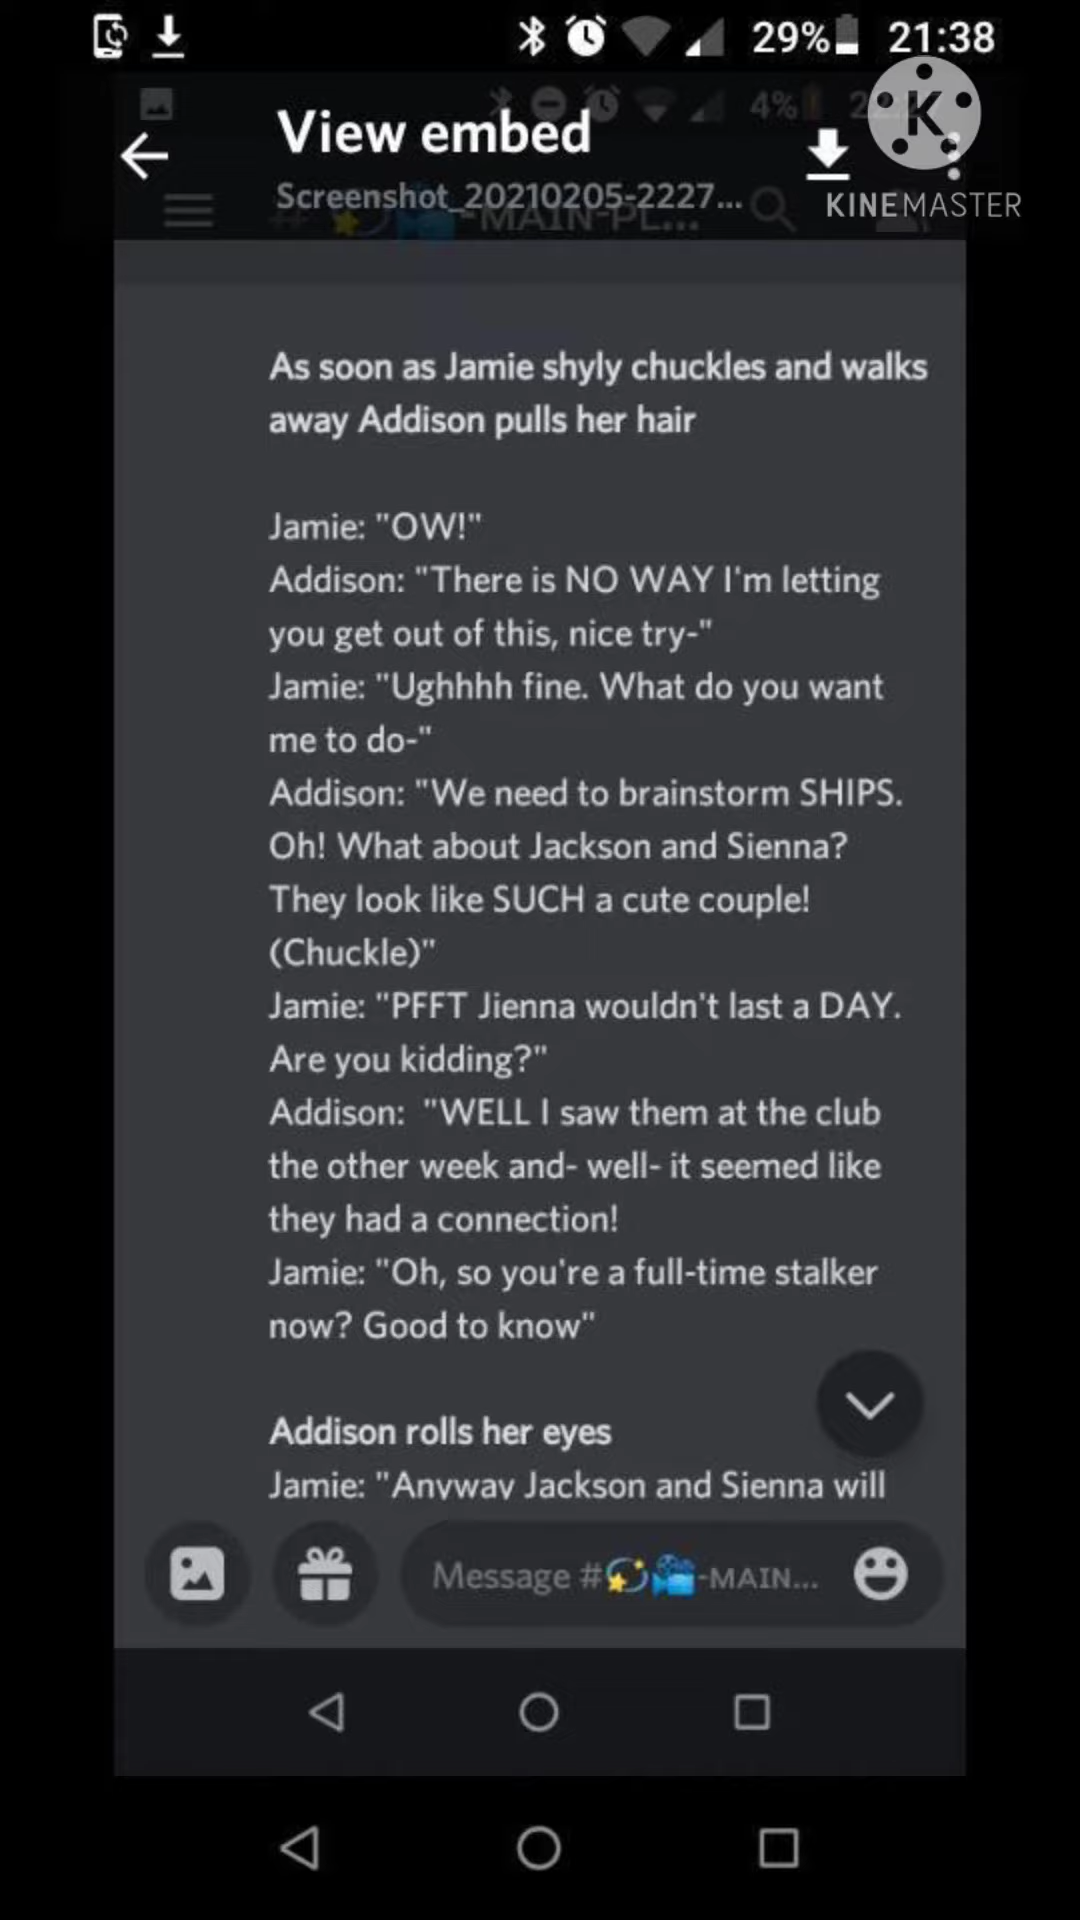 29% 21:38
4%
View embed
KINEMASTER
Screenshot_20210205-2227...
-MAIN-PL...
As soon as Jamie shyly chuckles and walks
away Addison pulls her hair
Jamie: "OW!"
Addison: "There is NO WAY I'm letting
you get out of this, nice try-"
Jamie: "Ughhhh fine. What do you want
me to do-"
Addison: "We need to brainstorm SHIPS.
Oh! What about Jackson and Sienna?
They look like SUCH a cute couple!
(Chuckle)"
Jamie: "PFFT Jienna wouldn't last a DAY.
Are you kidding?"
Addison:  "WELL I saw them at the club
the other week and- well- it seemed like
they had a connection!
Jamie: "Oh, so you're a full-time stalker
now? Good to know"
Addison rolls her eyes
Jamie: "Anyway Jackson and Sienna will
Message #💫🎥-MAIN...